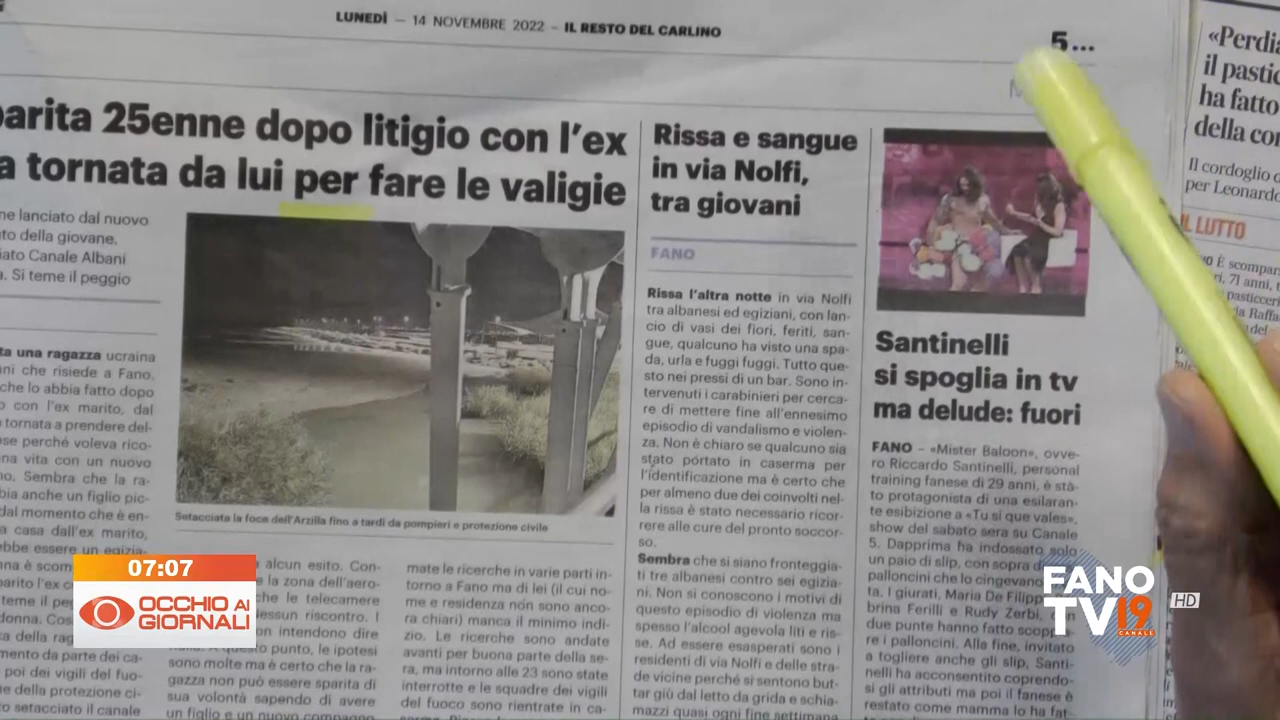 LUNEDÌ — 14 NOVEMBRE 2022 – IL RESTO DEL CARLINO
5...
parita 25enne dopo litigio con l'ex
a tornata da lui per fare le valigie
lanciato dal nuovo
della giovane.
Canale Albani
Si teme il peggio
una ragazza ucraina
che risiede a Fano.
che lo abbia fatto dopo
con l'ex marito, dal
tornata a prendere del-
perché voleva rico-
vita con un nuovo
Sembra che la ra-
anche un figlio pic-
dal momento che è en-
casa dall'ex marito,
essere un egizia-
Setacciata la foce dell'Arzilla fino a tardi da pompieri e protezione civile
alcun esito. Con-
e la zona dell'aero-
che le telecamere
nessun riscontro. I
non intendono dire
questo punto, le ipotesi
sono molte ma è certo che la ra-
gazza non può essere sparita di
sua volontà sapendo di avere
un figlio e un nuovo compagno
mate le ricerche in varie parti in-
torno a Fano ma di lei (il cui no-
me e residenza non sono anco-
ra chiari) manca il minimo indi-
zio. Le ricerche sono andate
avanti per buona parte della se-
ra, ma intorno alle 23 sono state
interrotte e le squadre dei vigili
del fuoco sono rientrate in ca-
Rissa e sangue
in via Nolfi,
tra giovani
FANO
Rissa l'altra notte in via Nolfi
tra albanesi ed egiziani, con lan-
cio di vasi dei fiori, feriti, san-
gue, qualcuno ha visto una spa-
da, urla e fuggi fuggi. Tutto que-
sto nei pressi di un bar. Sono in-
tervenuti i carabinieri per cerca-
re di mettere fine all'ennesimo
episodio di vandalismo e violen-
za. Non è chiaro se qualcuno sia
stato portato in caserma per
l'identificazione ma è certo che
per almeno due dei coinvolti nel-
la rissa è stato necessario ricor-
rere alle cure del pronto soccor-
so.
Sembra che si siano fronteggia-
ti tre albanesi contro sei egizia-
ni. Non si conoscono i motivi di
questo episodio di violenza ma
spesso l'alcool agevola liti e ris-
se. Ad essere esasperati sono i
residenti di via Nolfi e delle stra-
de vicine perché si sentono but-
tar giù dal letto da grida e schia-
mazzi quasi ogni fine settimana
Santinelli
si spoglia in tv
ma delude: fuori
FANO – «Mister Baloon», ovve-
ro Riccardo Santinelli, personal
training fanese di 29 anni, è sta-
to protagonista di una esilaran-
te esibizione a «Tu si que vales»,
show del sabato sera su Canale
5. Dapprima ha indossato solo
un paio di slip, con sopra
palloncini che lo cingevano
ta. I giurati, Maria De Filipp
brina Ferilli e Rudy Zerbi,
due punte hanno fatto scopp
re i palloncini. Alla fine, invitato
a togliere anche gli slip, Santi-
nelli ha acconsentito coprendo-
si gli attributi ma poi il fanese è
restato come mamma lo ha fat-
«Perdia
il pastic
ha fatto
della co
Il cordoglio
per Leonardo
IL LUTTO
È scompar
71 anni,
pasticceri
Raffa
07:07
OCCHIO AI
GIORNALI
FANO
TV19
CANALE
HD